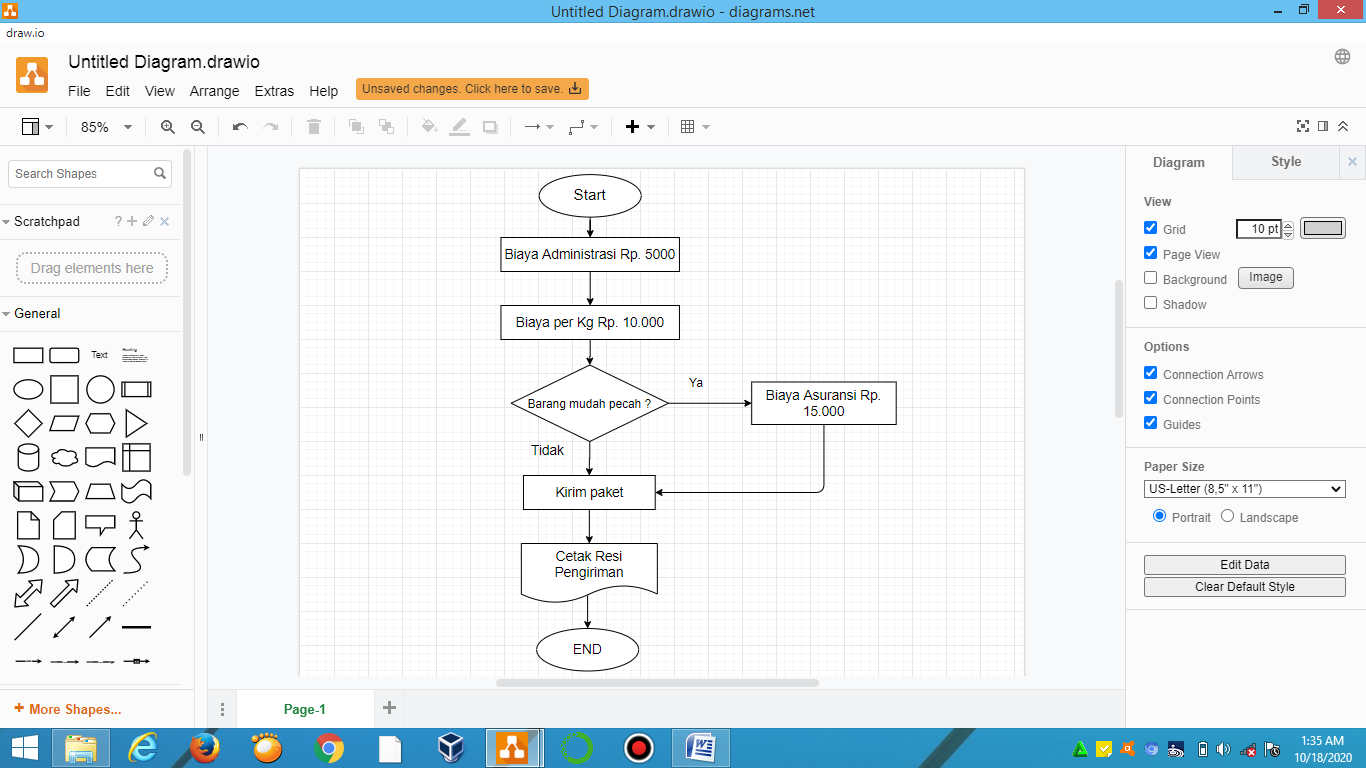 Untitled Diagram.drawio - diagrams.net
draw.io
Untitled Diagram.drawio
File Edit View Arrange Extras Help
Unsaved changes. Click here to save.
85%
Search Shapes
Scratchpad
?
Drag elements here
General
Text
Heading
More Shapes...
Start
Biaya Administrasi Rp. 5000
Biaya per Kg Rp. 10.000
Barang mudah pecah ?
Ya
Biaya Asuransi Rp.
15.000
Tidak
Kirim paket
Cetak Resi
Pengiriman
END
Page-1
Diagram
Style
View
Grid
10 pt
Page View
Background
Image
Shadow
Options
Connection Arrows
Connection Points
Guides
Paper Size
US-Letter (8,5" x 11")
Portrait
Landscape
Edit Data
Clear Default Style
1:35 AM
10/18/2020